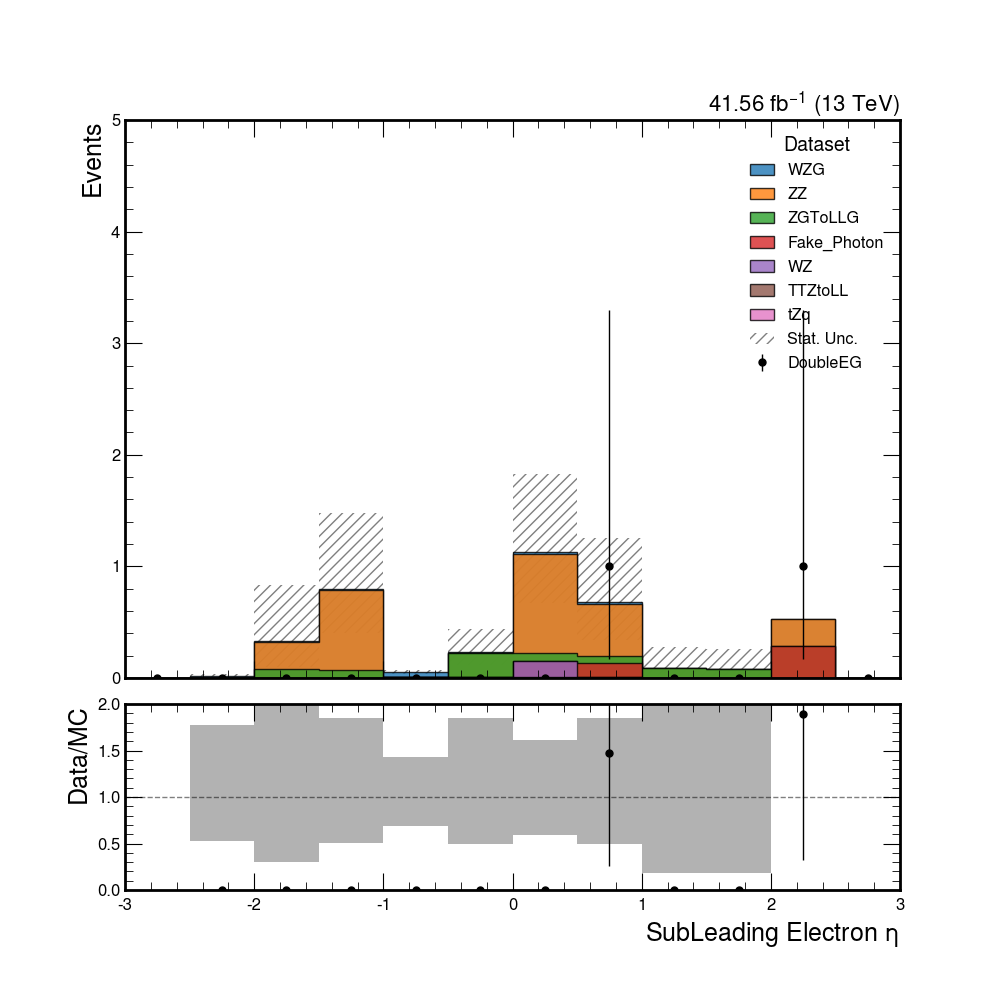 41.56 fb⁻¹ (13 TeV)
Events
5
4
3
2
1
0
Dataset
WZG
ZZ
ZGToLLG
Fake_Photon
WZ
TTZtoLL
tZq
Stat. Unc.
DoubleEG
Data/MC
2.0
1.5
1.0
0.5
0.0
-3 -2 -1 0 1 2 3
SubLeading Electron η